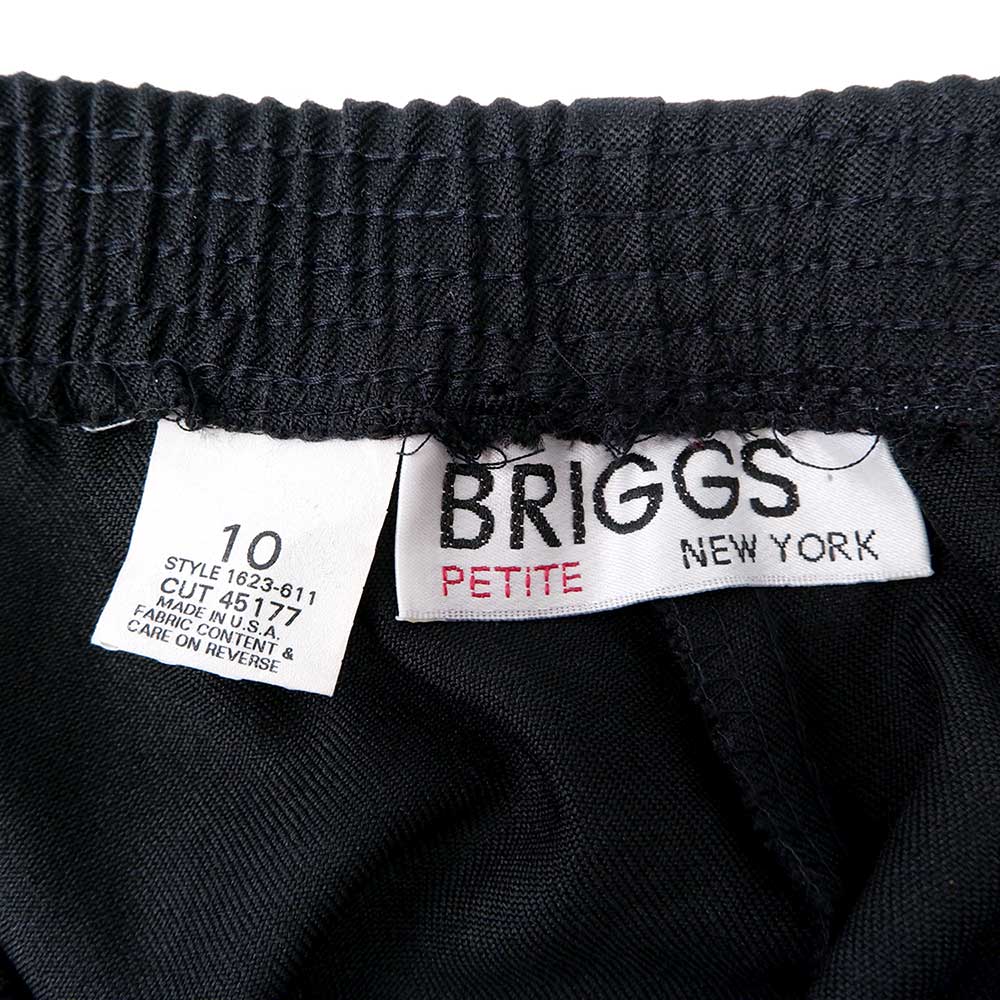 10
STYLE 1623-611
CUT 45177
MADE IN U.S.A.
FABRIC CONTENT &
CARE ON REVERSE
BRIGGS
PETITE NEW YORK